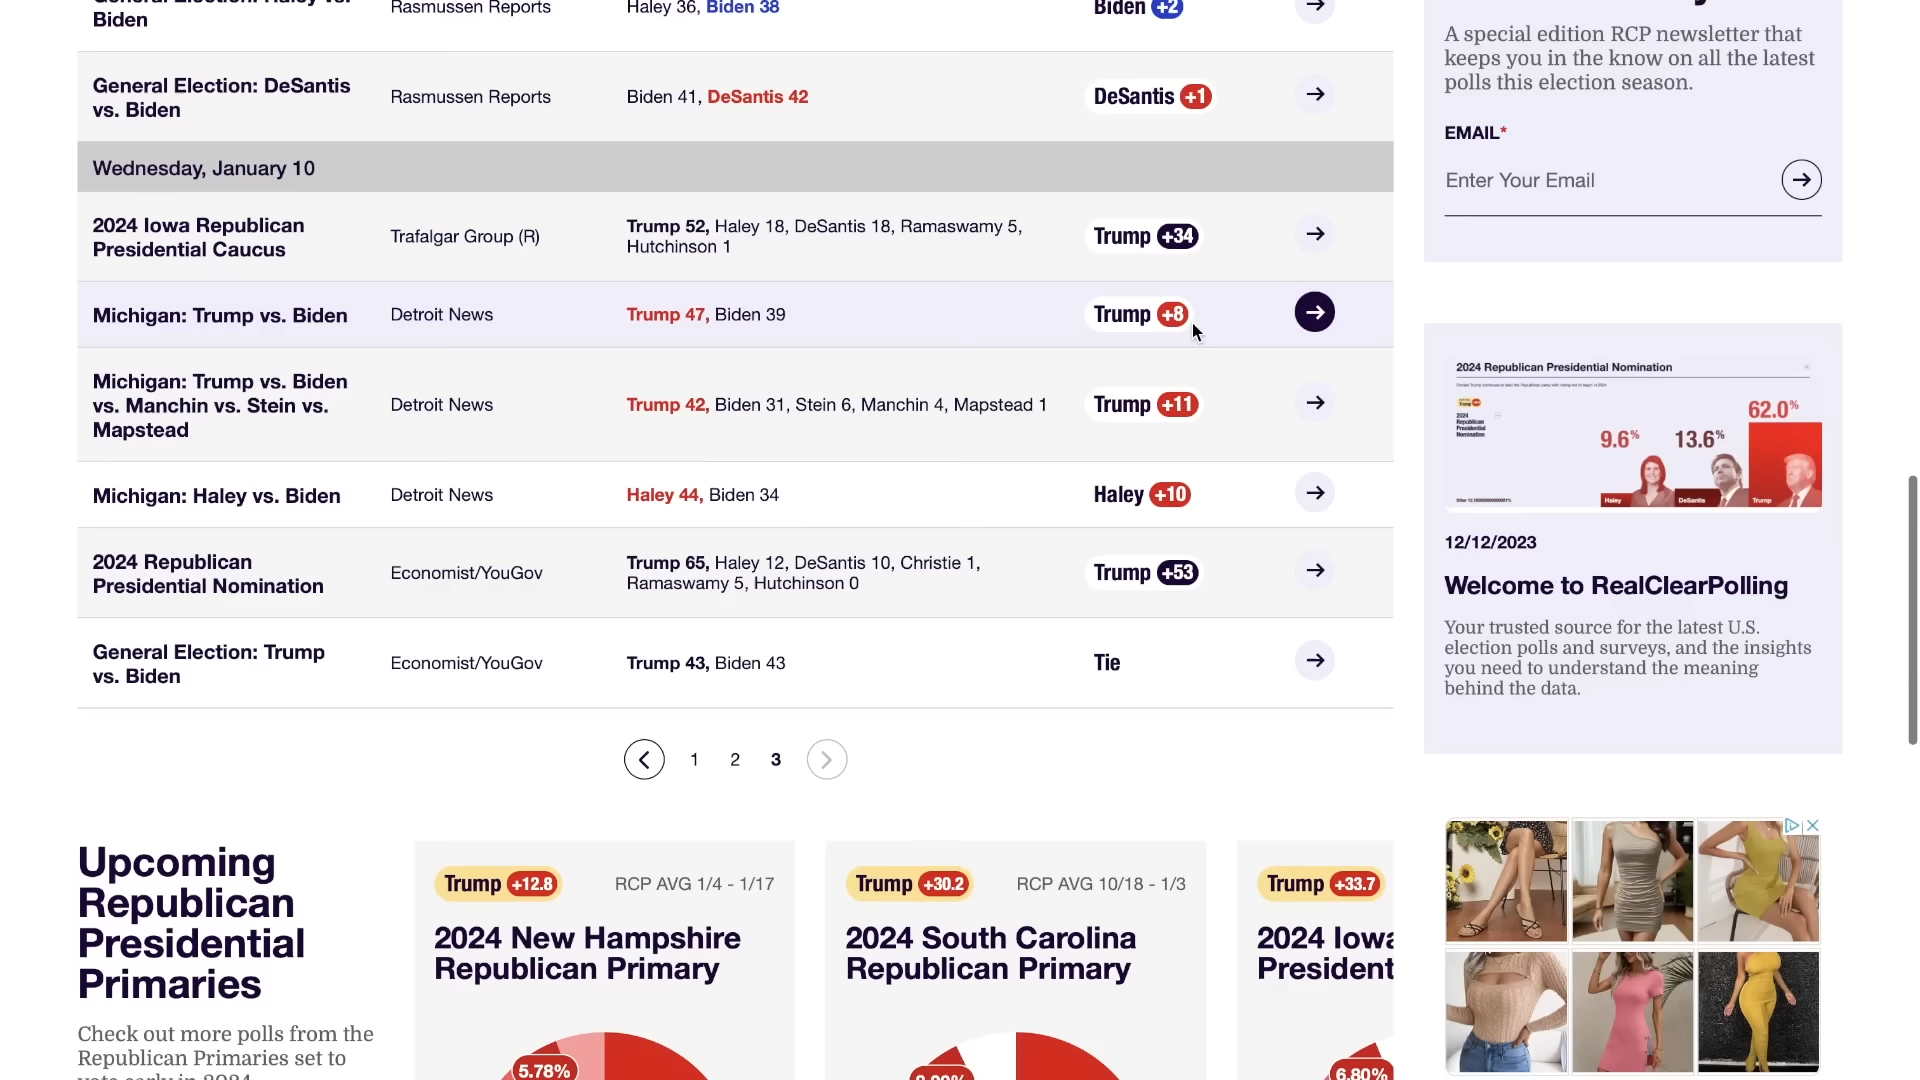 General Election: Haley vs.
Biden
Rasmussen Reports
Haley 36, Biden 38
Biden +2
General Election: DeSantis
vs. Biden
Rasmussen Reports
Biden 41, DeSantis 42
DeSantis +1
Wednesday, January 10
2024 Iowa Republican
Presidential Caucus
Trafalgar Group (R)
Trump 52, Haley 18, DeSantis 18, Ramaswamy 5,
Hutchinson 1
Trump +34
Michigan: Trump vs. Biden
Detroit News
Trump 47, Biden 39
Trump +8
Michigan: Trump vs. Biden
vs. Manchin vs. Stein vs.
Mapstead
Detroit News
Trump 42, Biden 31, Stein 6, Manchin 4, Mapstead 1
Trump +11
Michigan: Haley vs. Biden
Detroit News
Haley 44, Biden 34
Haley +10
2024 Republican
Presidential Nomination
Economist/YouGov
Trump 65, Haley 12, DeSantis 10, Christie 1,
Ramaswamy 5, Hutchinson 0
Trump +53
General Election: Trump
vs. Biden
Economist/YouGov
Trump 43, Biden 43
Tie
1 2 3
Upcoming
Republican
Presidential
Primaries
Check out more polls from the
Republican Primaries set to
Trump +12.8
RCP AVG 1/4 - 1/17
2024 New Hampshire
Republican Primary
5.78%
Trump +30.2
RCP AVG 10/18 - 1/3
2024 South Carolina
Republican Primary
Trump +33.7
2024 Iowa
President
6.80%
A special edition RCP newsletter that
keeps you in the know on all the latest
polls this election season.
EMAIL*
Enter Your Email
2024 Republican Presidential Nomination
2024
Republican
Presidential
Nomination
9.6%
13.6%
62.0%
Haley
DeSantis
Trump
12/12/2023
Welcome to RealClearPolling
Your trusted source for the latest U.S.
election polls and surveys, and the insights
you need to understand the meaning
behind the data.